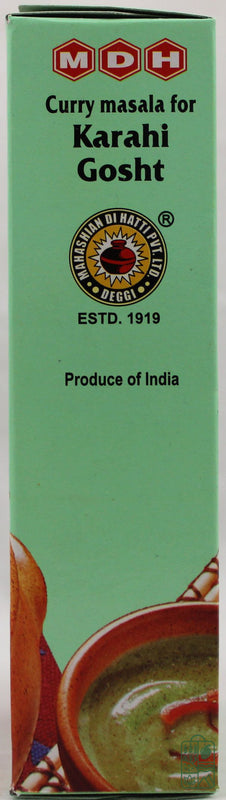 MDH
Curry masala for
Karahi
Gosht
MAHASHIAN DI HATTI PVT. LTD.
DEGGI
®
ESTD. 1919
Produce of India